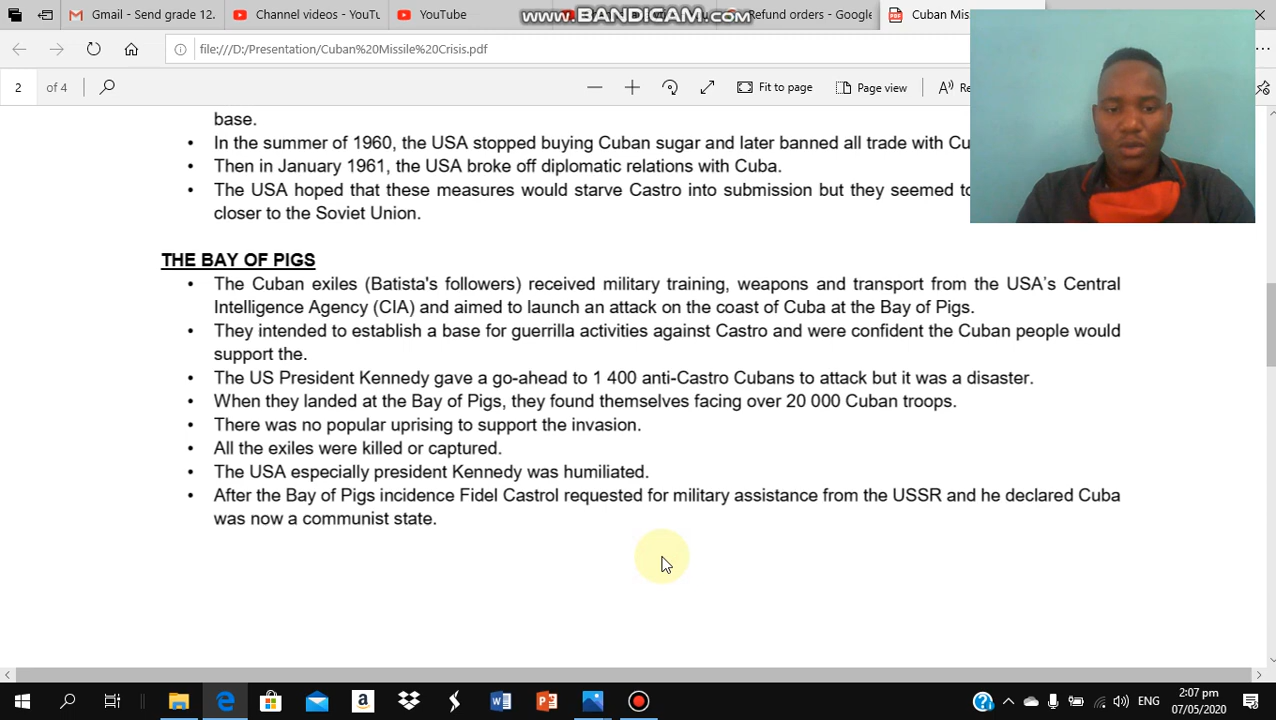 Gmail - Send grade 12.
Channel videos - YouTu
YouTube
www.BANDICAM.com
Refund orders - Google
Cuban Mis
file:///D:/Presentation/Cuban%20Missile%20Crisis.pdf
2 of 4
Fit to page
Page view
Re
base.
• In the summer of 1960, the USA stopped buying Cuban sugar and later banned all trade with Cu
• Then in January 1961, the USA broke off diplomatic relations with Cuba.
• The USA hoped that these measures would starve Castro into submission but they seemed to
closer to the Soviet Union.
THE BAY OF PIGS
• The Cuban exiles (Batista's followers) received military training, weapons and transport from the USA's Central
Intelligence Agency (CIA) and aimed to launch an attack on the coast of Cuba at the Bay of Pigs.
• They intended to establish a base for guerrilla activities against Castro and were confident the Cuban people would
support the.
• The US President Kennedy gave a go-ahead to 1 400 anti-Castro Cubans to attack but it was a disaster.
• When they landed at the Bay of Pigs, they found themselves facing over 20 000 Cuban troops.
• There was no popular uprising to support the invasion.
• All the exiles were killed or captured.
• The USA especially president Kennedy was humiliated.
• After the Bay of Pigs incidence Fidel Castrol requested for military assistance from the USSR and he declared Cuba
was now a communist state.
ENG
2:07 pm
07/05/2020